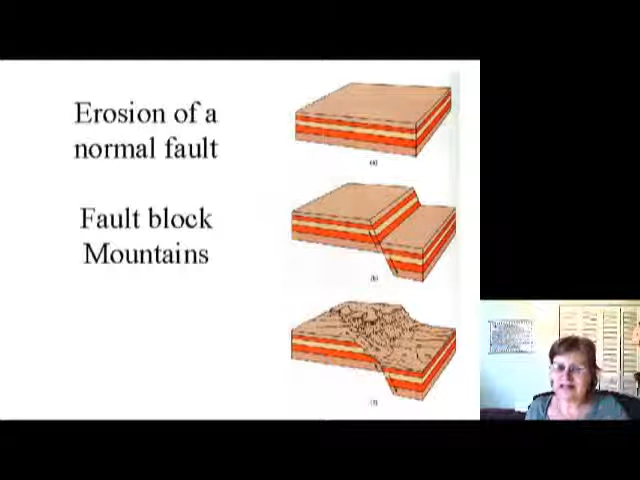 Erosion of a
normal fault
Fault block
Mountains
(a)
(b)